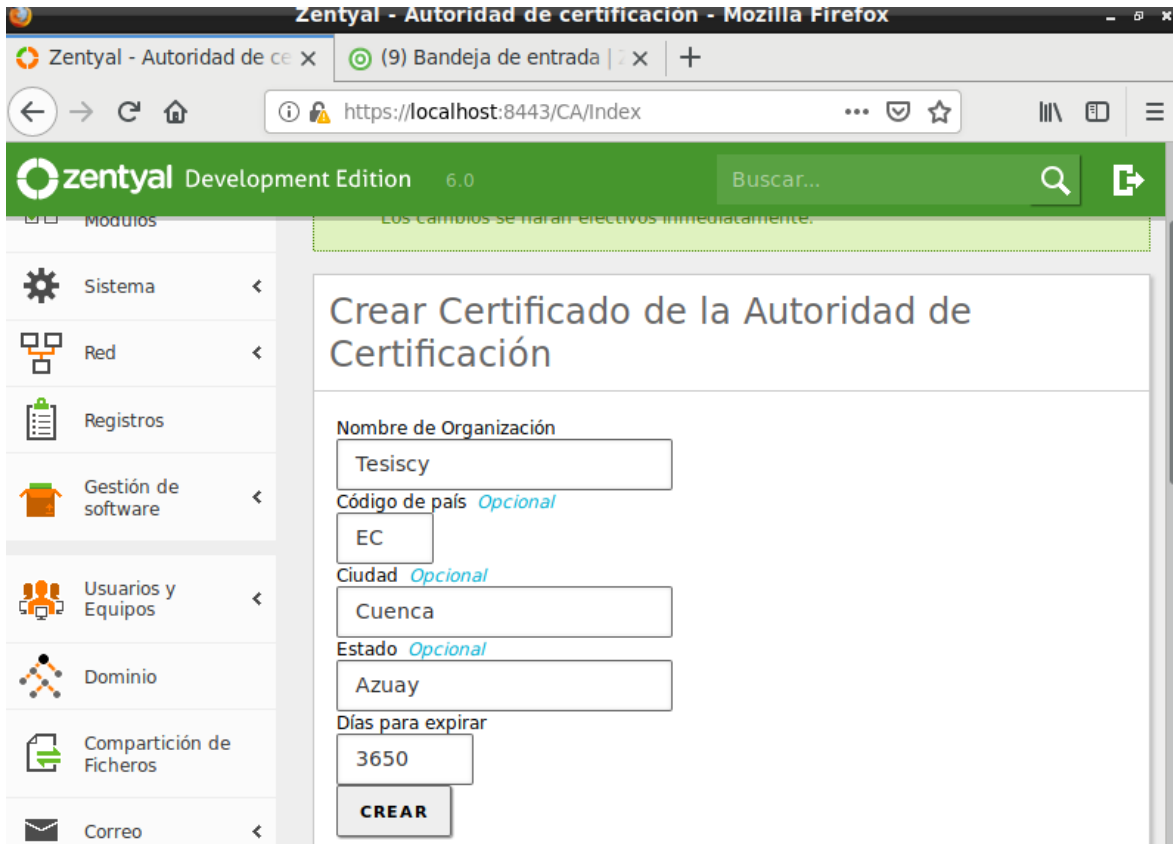 Zentyal - Autoridad de certificación - Mozilla Firefox
Zentyal - Autoridad de ce
(9) Bandeja de entrada |
https://localhost:8443/CA/Index
zentyal Development Edition 6.0
Buscar...
Módulos
Los cambios se harán efectivos inmediatamente.
Sistema
Red
Registros
Gestión de
software
Usuarios y
Equipos
Dominio
Compartición de
Ficheros
Correo
Crear Certificado de la Autoridad de
Certificación
Nombre de Organización
Tesiscy
Código de país Opcional
EC
Ciudad Opcional
Cuenca
Estado Opcional
Azuay
Días para expirar
3650
CREAR